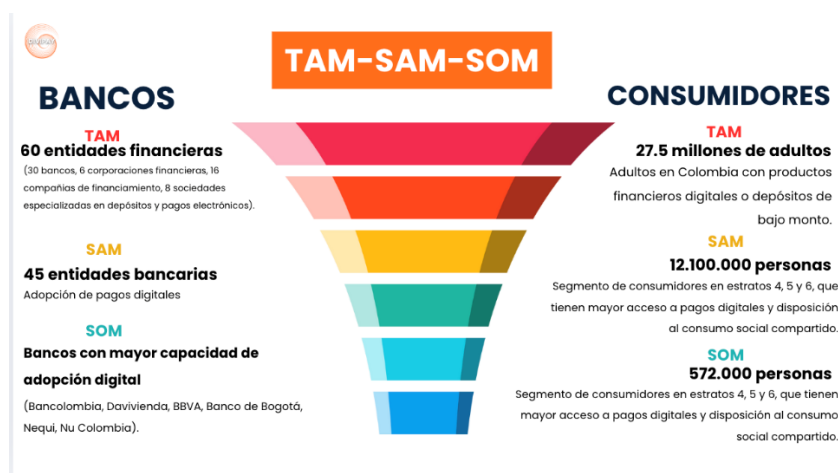 TAM-SAM-SOM
BANCOS
TAM
60 entidades financieras
(30 bancos, 6 corporaciones financieras, 16
compañías de financiamiento, 8 sociedades
especializadas en depósitos y pagos electrónicos).
SAM
45 entidades bancarias
Adopción de pagos digitales
SOM
Bancos con mayor capacidad de
adopción digital
(Bancolombia, Davivienda, BBVA, Banco de Bogotá,
Nequi, Nu Colombia).
CONSUMIDORES
TAM
27.5 millones de adultos
Adultos en Colombia con productos
financieros digitales o depósitos de
bajo monto.
SAM
12.100.000 personas
Segmento de consumidores en estratos 4, 5 y 6, que
tienen mayor acceso a pagos digitales y disposición
al consumo social compartido.
SOM
572.000 personas
Segmento de consumidores en estratos 4, 5 y 6, que tienen
mayor acceso a pagos digitales y disposición al consumo
social compartido.